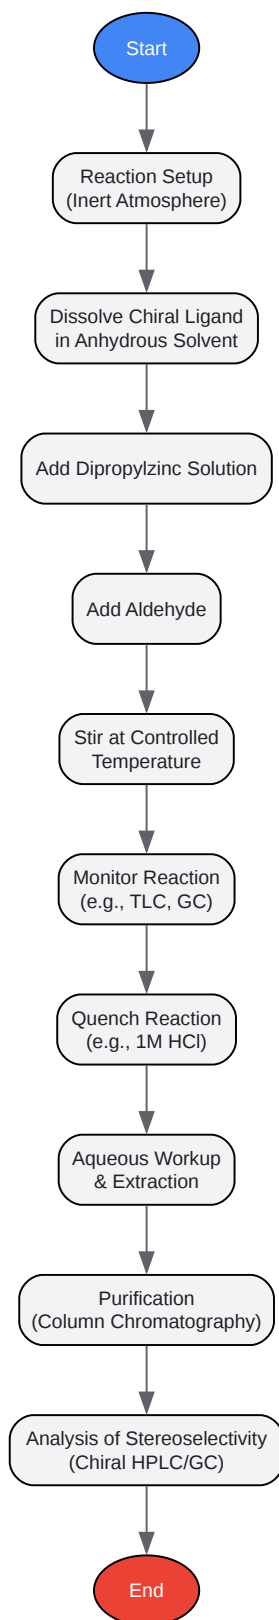 Start
Reaction Setup
(Inert Atmosphere)
Dissolve Chiral Ligand
in Anhydrous Solvent
Add Dipropylzinc Solution
Add Aldehyde
Stir at Controlled
Temperature
Monitor Reaction
(e.g., TLC, GC)
Quench Reaction
(e.g., 1M HCl)
Aqueous Workup
& Extraction
Purification
(Column Chromatography)
Analysis of Stereoselectivity
(Chiral HPLC/GC)
End